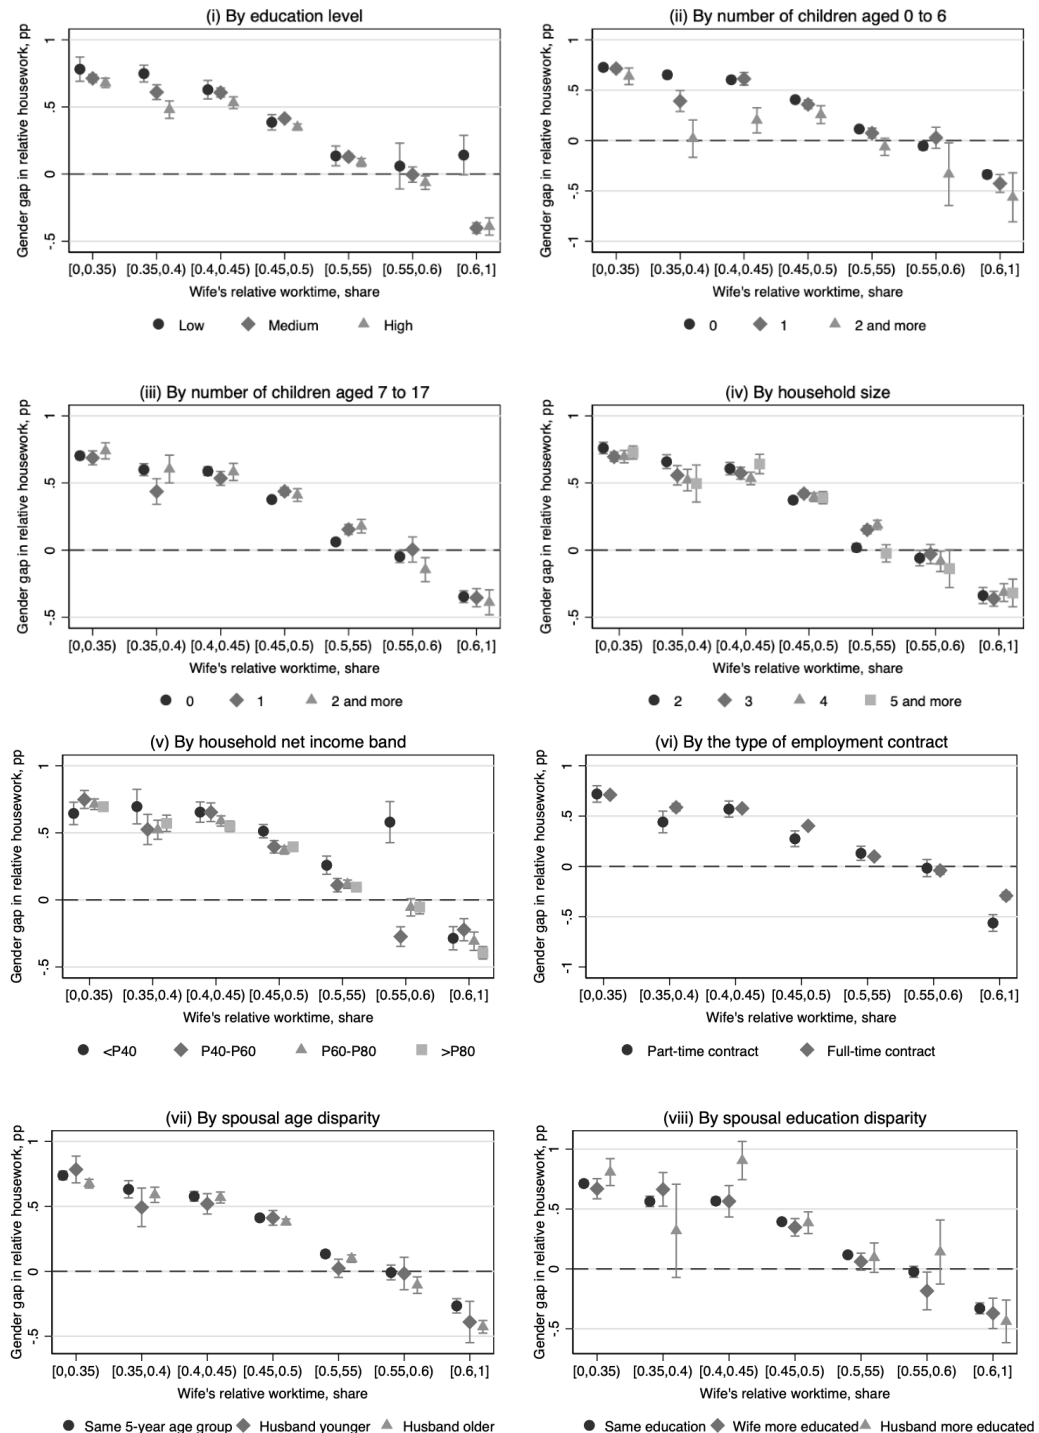 (i) By education level
Gender gap in relative housework, pp
1
.5
0
-.5
[0,0.35) [0.35,0.4) [0.4,0.45) [0.45,0.5) [0.5,55) [0.55,0.6) [0.6,1]
Wife's relative worktime, share
Low Medium High
(ii) By number of children aged 0 to 6
Gender gap in relative housework, pp
1
0.5
0
-.5
-1
[0,0.35) [0.35,0.4) [0.4,0.45) [0.45,0.5) [0.5,55) [0.55,0.6) [0.6,1]
Wife's relative worktime, share
0 1 2 and more
(iii) By number of children aged 7 to 17
Gender gap in relative housework, pp
1
.5
0
-.5
[0,0.35) [0.35,0.4) [0.4,0.45) [0.45,0.5) [0.5,55) [0.55,0.6) [0.6,1]
Wife's relative worktime, share
0 1 2 and more
(iv) By household size
Gender gap in relative housework, pp
1
.5
0
-.5
[0,0.35) [0.35,0.4) [0.4,0.45) [0.45,0.5) [0.5,55) [0.55,0.6) [0.6,1]
Wife's relative worktime, share
2 3 4 5 and more
(v) By household net income band
Gender gap in relative housework, pp
1
.5
0
-.5
[0,0.35) [0.35,0.4) [0.4,0.45) [0.45,0.5) [0.5,55) [0.55,0.6) [0.6,1]
Wife's relative worktime, share
<P40 P40-P60 P60-P80 >P80
(vi) By the type of employment contract
Gender gap in relative housework, pp
1
.5
0
-.5
-1
[0,0.35) [0.35,0.4) [0.4,0.45) [0.45,0.5) [0.5,55) [0.55,0.6) [0.6,1]
Wife's relative worktime, share
Part-time contract Full-time contract
(vii) By spousal age disparity
Gender gap in relative housework, pp
1
.5
0
-.5
[0,0.35) [0.35,0.4) [0.4,0.45) [0.45,0.5) [0.5,55) [0.55,0.6) [0.6,1]
Wife's relative worktime, share
Same 5-year age group Husband younger Husband older
(viii) By spousal education disparity
Gender gap in relative housework, pp
1
.5
0
-.5
[0,0.35) [0.35,0.4) [0.4,0.45) [0.45,0.5) [0.5,55) [0.55,0.6) [0.6,1]
Wife's relative worktime, share
Same education Wife more educated Husband more educated